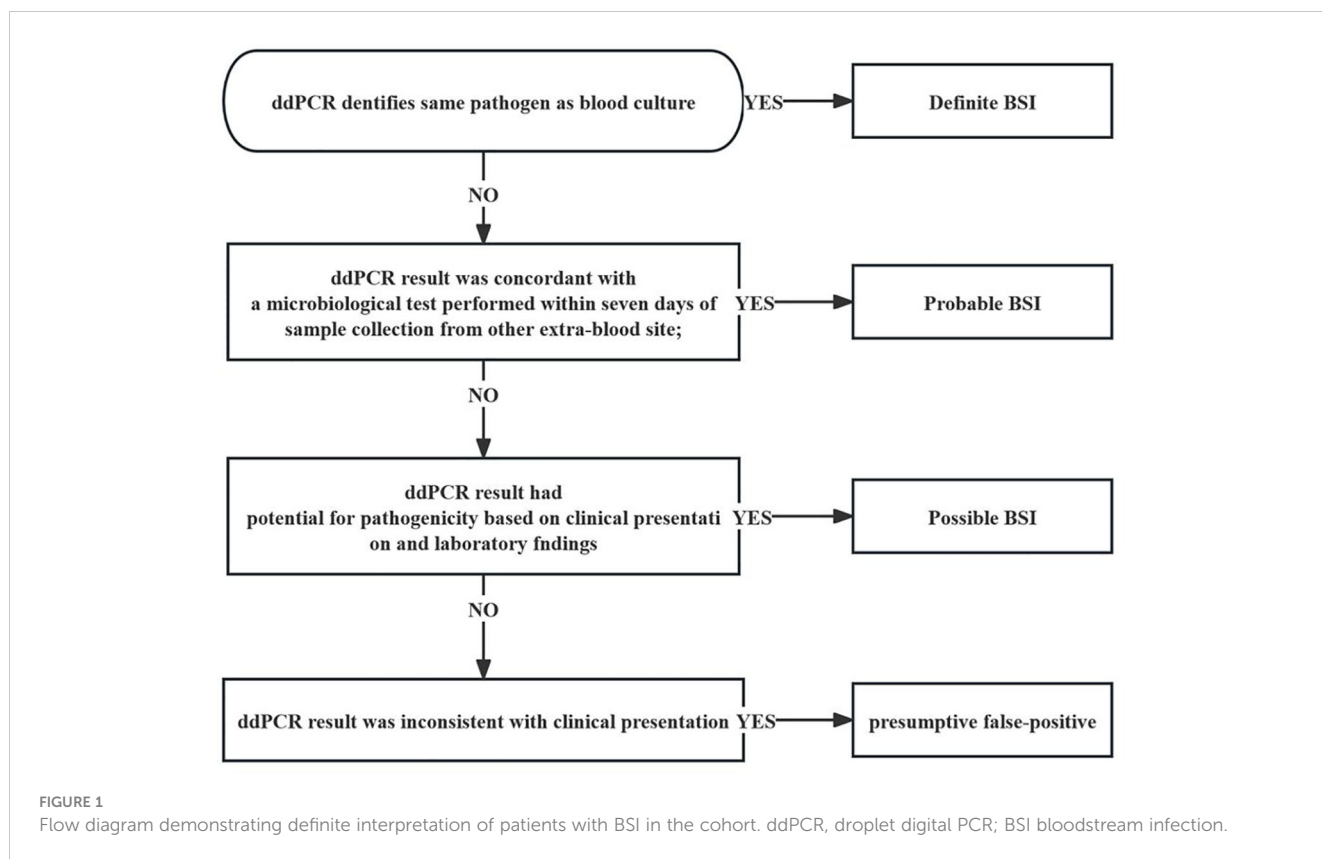 ddPCR dentifies same pathogen as blood culture
YES
Definite BSI
NO
ddPCR result was concordant with
a microbiological test performed within seven days of
sample collection from other extra-blood site;
YES
Probable BSI
NO
ddPCR result had
potential for pathogenicity based on clinical presentati
on and laboratory fndings
YES
Possible BSI
NO
ddPCR result was inconsistent with clinical presentation
YES
presumptive false-positive
FIGURE 1
Flow diagram demonstrating definite interpretation of patients with BSI in the cohort. ddPCR, droplet digital PCR; BSI bloodstream infection.